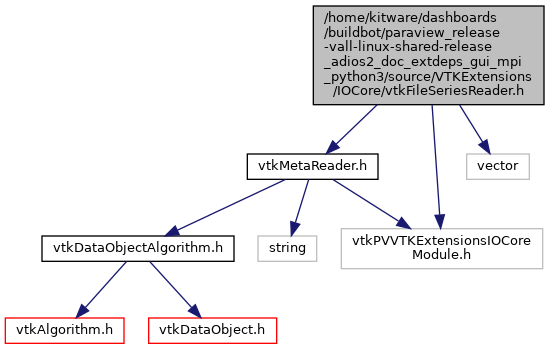 /home/kitware/dashboards
/buildbot/paraview_release
-vall-linux-shared-release
_adios2_doc_extdeps_gui_mpi
_python3/source/VTKExtensions
/IOCore/vtkFileSeriesReader.h
vtkMetaReader.h
vector
vtkDataObjectAlgorithm.h
string
vtkPVVTKExtensionsIOCore
Module.h
vtkAlgorithm.h
vtkDataObject.h